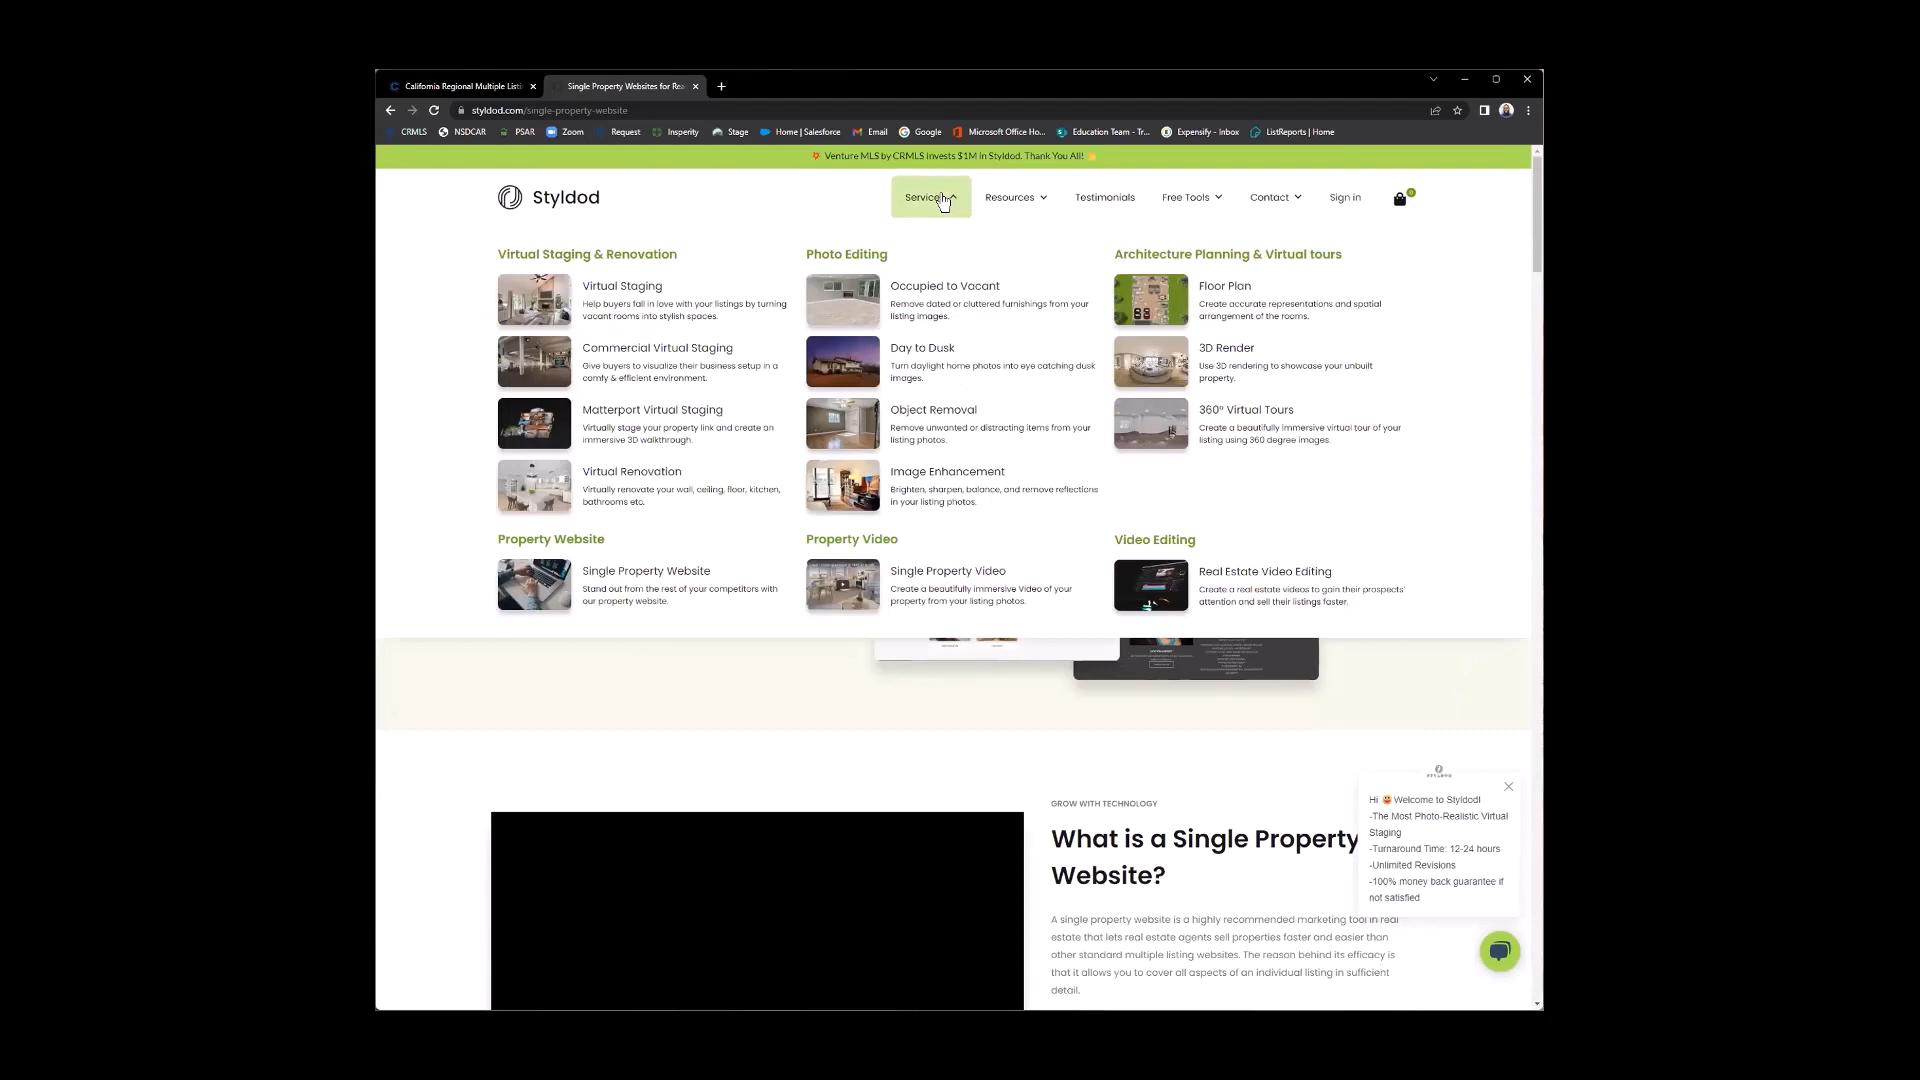 California Regional Multiple Listi
Single Property Websites for Rea
styldod.com/single-property-website
CRMLS
NSDCAR
PSAR
Zoom
Request
Insperity
Stage
Home | Salesforce
Email
Google
Microsoft Office Ho...
Education Team - Tr...
Expensify - Inbox
ListReports | Home
Venture MLS by CRMLS invests $1M in Styldod. Thank You All!
Styldod
Resources
Testimonials
Free Tools
Contact
Sign in
0
Virtual Staging & Renovation
Virtual Staging
Help buyers fall in love with your listings by turning
vacant rooms into stylish spaces.
Commercial Virtual Staging
Give buyers to visualize their business setup in a
comfy & efficient environment.
Matterport Virtual Staging
Virtually stage your property link and create an
immersive 3D walkthrough.
Virtual Renovation
Virtually renovate your wall, ceiling, floor, kitchen,
bathrooms etc.
Photo Editing
Occupied to Vacant
Remove dated or cluttered furnishings from your
listing images.
Day to Dusk
Turn daylight home photos into eye catching dusk
images.
Object Removal
Remove unwanted or distracting items from your
listing photos.
Image Enhancement
Brighten, sharpen, balance, and remove reflections
in your listing photos.
Architecture Planning & Virtual tours
Floor Plan
Create accurate representations and spatial
arrangement of the rooms.
3D Render
Use 3D rendering to showcase your unbuilt
property.
360° Virtual Tours
Create a beautifully immersive virtual tour of your
listing using 360 degree images.
Property Website
Single Property Website
Stand out from the rest of your competitors with
our property website.
Property Video
Single Property Video
Create a beautifully immersive Video of your
property from your listing photos.
Video Editing
Real Estate Video Editing
Create a real estate videos to gain their prospects'
attention and sell their listings faster.
GROW WITH TECHNOLOGY
What is a Single Property
Website?
A single property website is a highly recommended marketing tool in real
estate that lets real estate agents sell properties faster and easier than
other standard multiple listing websites. The reason behind its efficacy is
that it allows you to cover all aspects of an individual listing in sufficient
detail.
STYLDOD
Hi Welcome to Styldod!
-The Most Photo-Realistic Virtual
Staging
-Turnaround Time: 12-24 hours
-Unlimited Revisions
-100% money back guarantee if
not satisfied